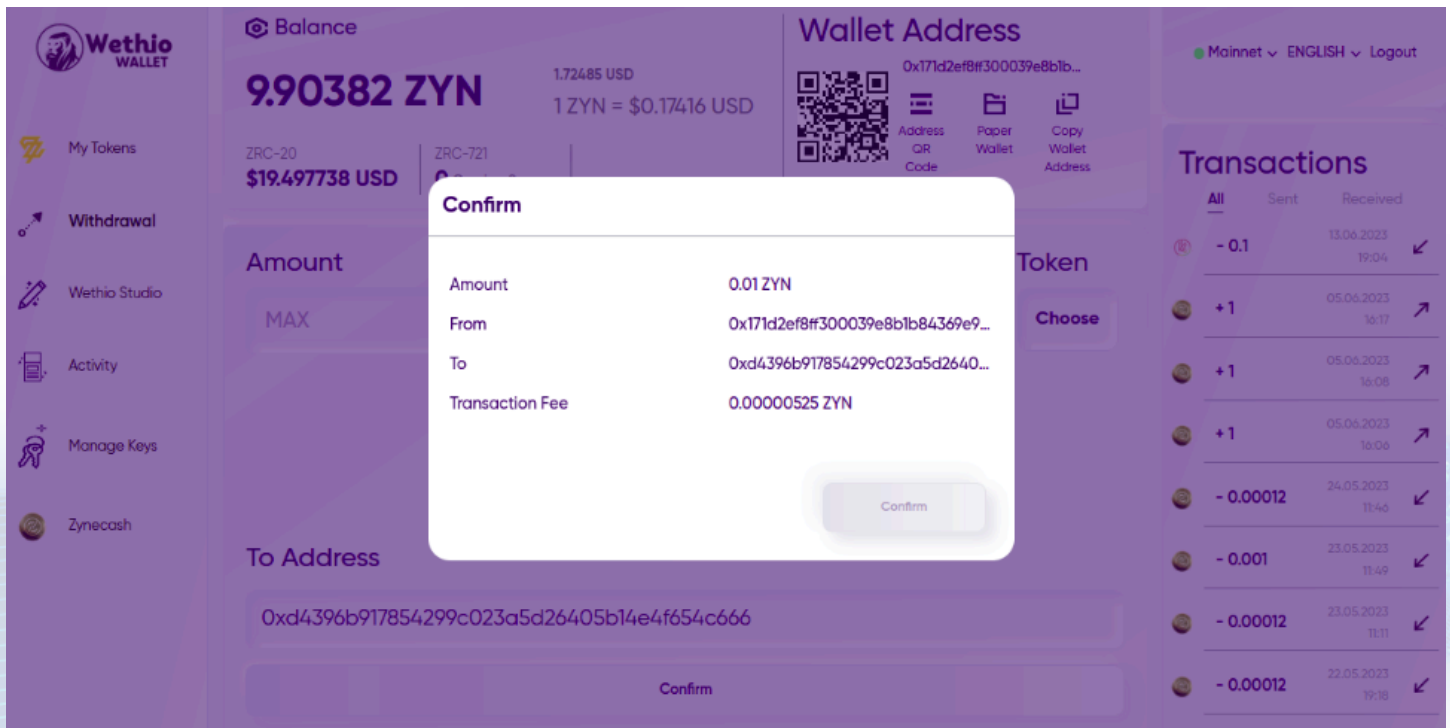 Wethio
WALLET
My Tokens
Withdrawal
Wethio Studio
Activity
Manage Keys
Zynecash
Balance
9.90382 ZYN
1.72485 USD
1 ZYN = $0.17416 USD
ZRC-20
$19.497738 USD
ZRC-721
Wallet Address
0x171d2ef8ff300039e8b1b...
Address
QR
Code
Paper
Wallet
Copy
Wallet
Address
Mainnet ENGLISH Logout
Amount
MAX
Token
Choose
Confirm
Amount 0.01 ZYN
From 0x171d2ef8ff300039e8b1b84369e9...
To 0xd4396b917854299c023a5d2640...
Transaction Fee 0.00000525 ZYN
Confirm
To Address
0xd4396b917854299c023a5d26405b14e4f654c666
Confirm
Transactions
All Sent Received
- 0.1 13.06.2023
19:04
+ 1 05.06.2023
16:17
+ 1 05.06.2023
16:08
+ 1 05.06.2023
16:06
- 0.00012 24.05.2023
11:46
- 0.001 23.05.2023
11:49
- 0.00012 23.05.2023
11:11
- 0.00012 22.05.2023
19:18